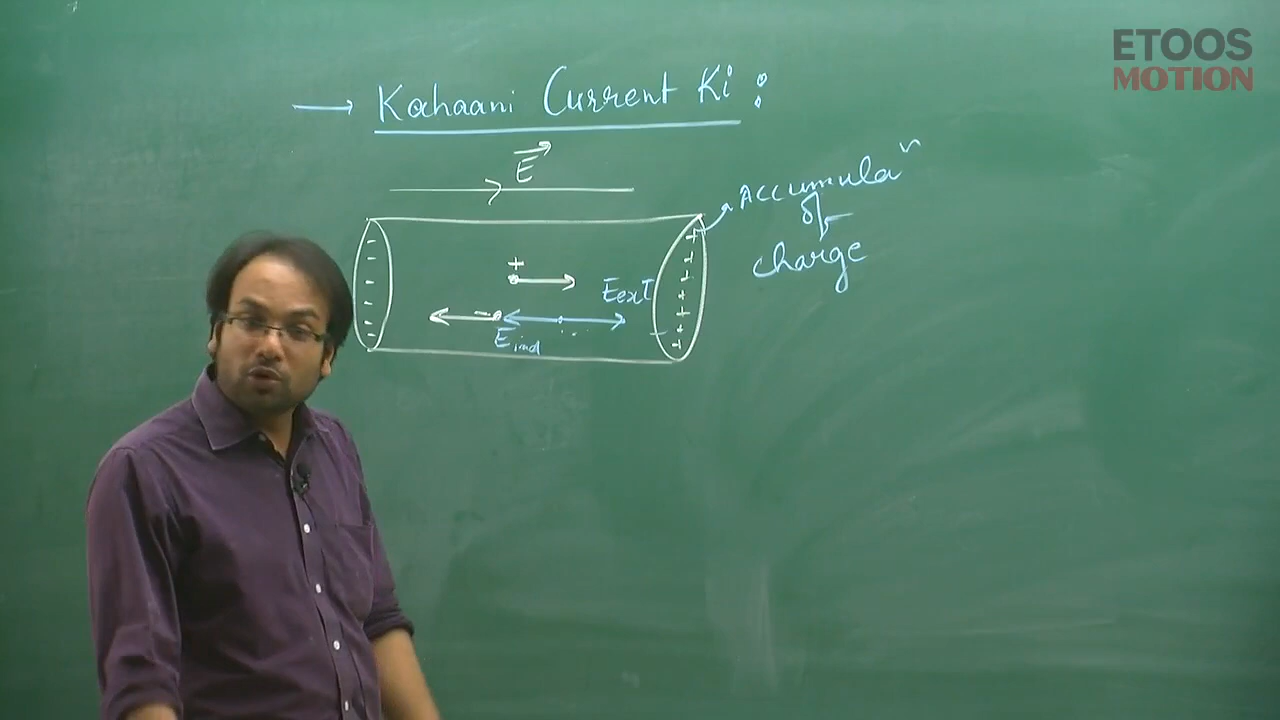 ETOOS
MOTION
→ Kahaani Current Ki :
E
Accumulaⁿ
of
charge
+
Eext
-
Eind